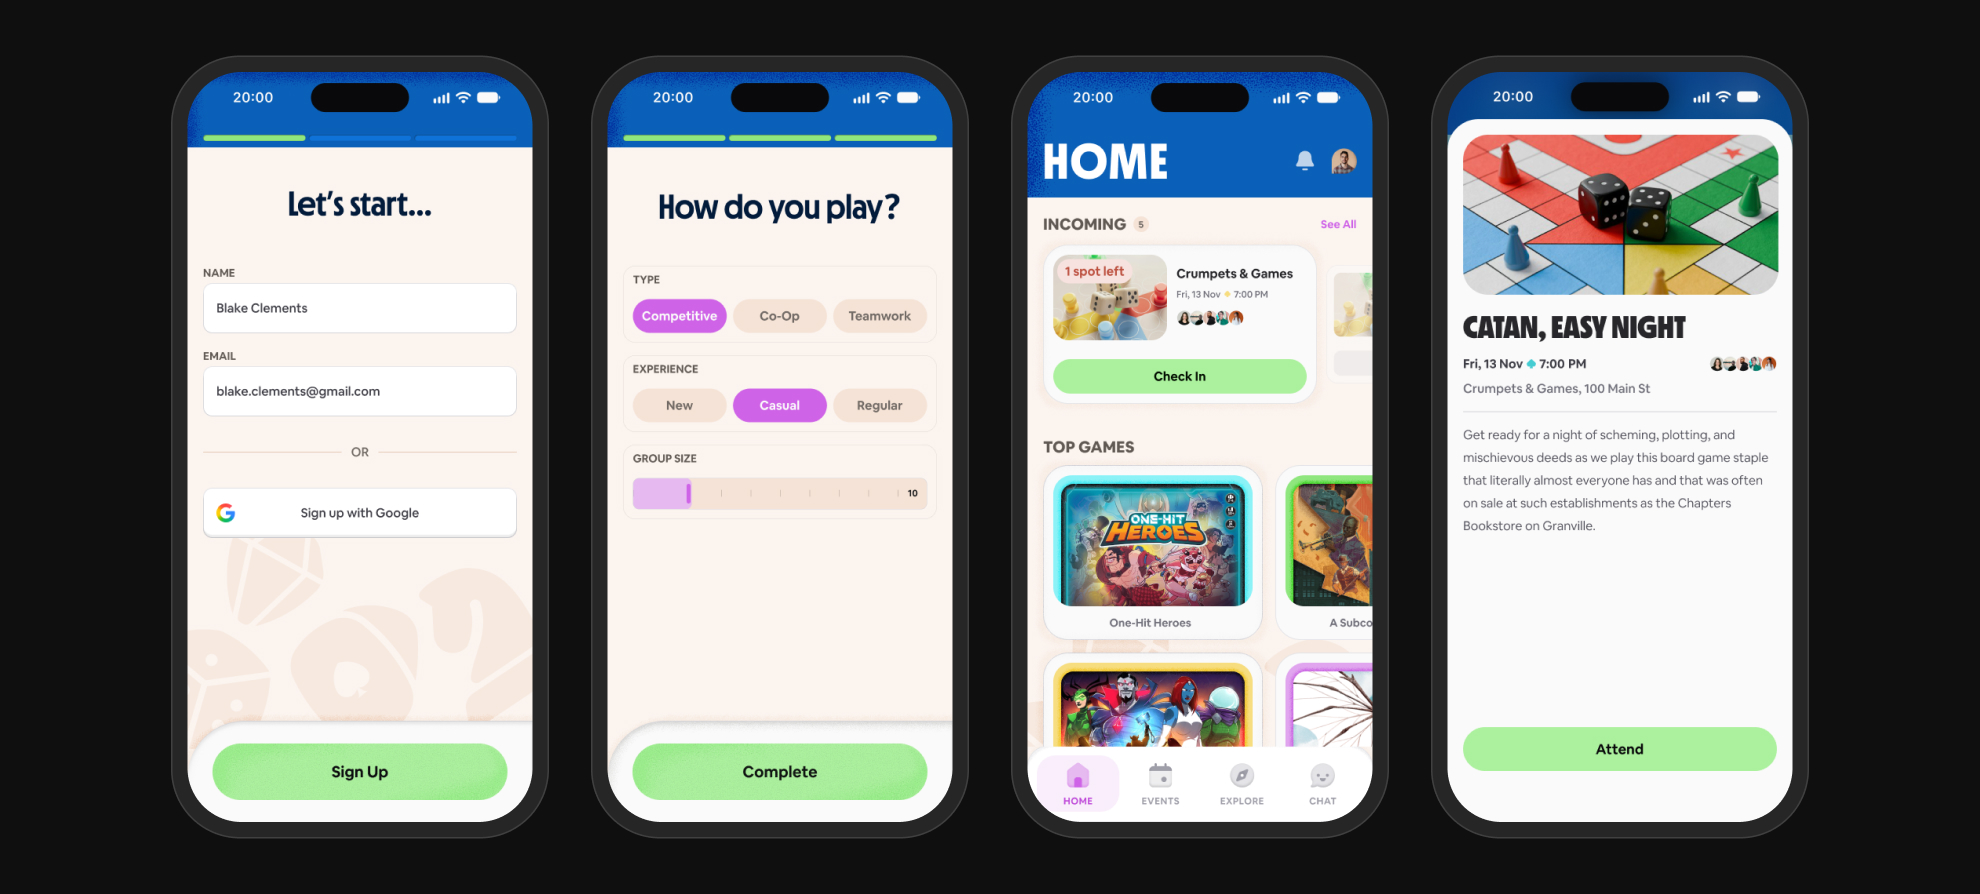 20:00
Let's start...
NAME
Blake Clements
EMAIL
blake.clements@gmail.com
OR
Sign up with Google
Sign Up
20:00
How do you play?
TYPE
Competitive Co-Op Teamwork
EXPERIENCE
New Casual Regular
GROUP SIZE
10
Complete
20:00
HOME
INCOMING 5 See All
1 spot left
Crumpets & Games
Fri, 13 Nov 7:00 PM
Check In
TOP GAMES
ONE-HIT
HEROES
One-Hit Heroes
A Subco
HOME EVENTS EXPLORE CHAT
20:00
CATAN, EASY NIGHT
Fri, 13 Nov 7:00 PM
Crumpets & Games, 100 Main St
Get ready for a night of scheming, plotting, and
mischievous deeds as we play this board game staple
that literally almost everyone has and that was often
on sale at such establishments as the Chapters
Bookstore on Granville.
Attend